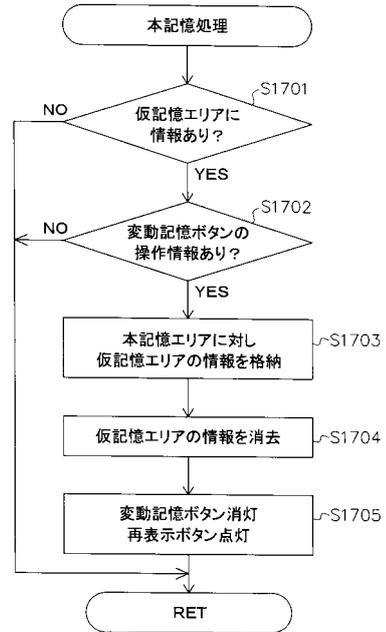 本記憶処理
S1701
NO
仮記憶エリアに
情報あり?
YES
S1702
NO
変動記憶ボタンの
操作情報あり?
YES
本記憶エリアに対し
仮記憶エリアの情報を格納
S1703
仮記憶エリアの情報を消去
S1704
変動記憶ボタン消灯
再表示ボタン点灯
S1705
RET